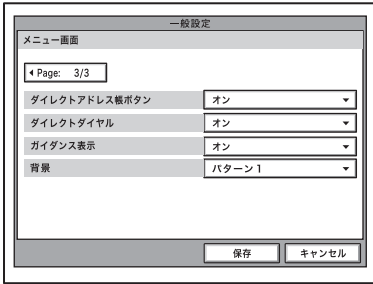 一般設定
メニュー画面
Page: 3/3
ダイレクトアドレス帳ボタン オン
ダイレクトダイヤル オン
ガイダンス表示 オン
背景 パターン 1
保存 キャンセル